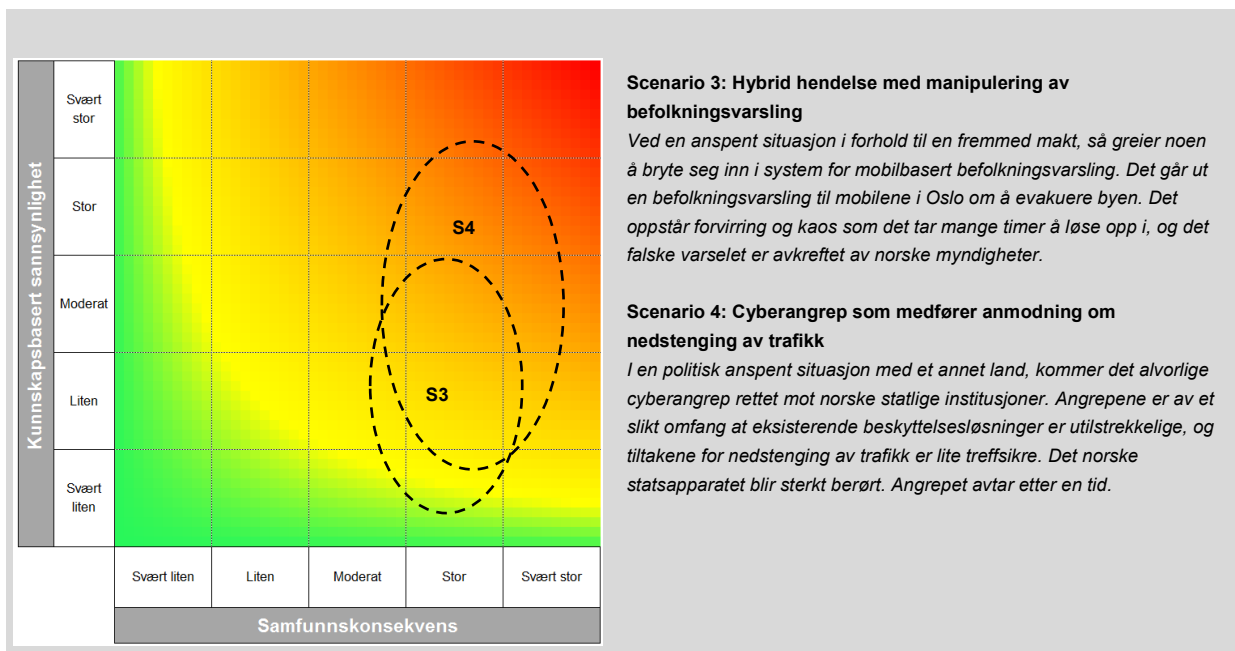 Kunnskapsbasert sannsynlighet
Svært
stor
Stor
Moderat
Liten
Svært
liten
S4
S3
Svært liten
Liten
Moderat
Stor
Svært stor
Samfunnskonsekvens
Scenario 3: Hybrid hendelse med manipulering av
befolkningsvarsling
Ved en anspent situasjon i forhold til en fremmed makt, så greier noen
å bryte seg inn i system for mobilbasert befolkningsvarsling. Det går ut
en befolkningsvarsling til mobilene i Oslo om å evakuere byen. Det
oppstår forvirring og kaos som det tar mange timer å løse opp i, og det
falske varselet er avkreftet av norske myndigheter.
Scenario 4: Cyberangrep som medfører anmodning om
nedstenging av trafikk
I en politisk anspent situasjon med et annet land, kommer det alvorlige
cyberangrep rettet mot norske statlige institusjoner. Angrepene er av et
slikt omfang at eksisterende beskyttelsesløsninger er utilstrekkelige, og
tiltakene for nedstenging av trafikk er lite treffsikre. Det norske
statsapparatet blir sterkt berørt. Angrepet avtar etter en tid.